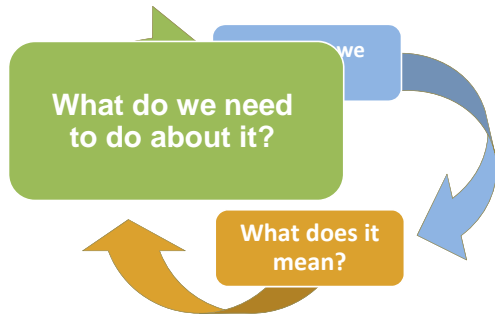 we
What do we need
to do about it?
What does it
mean?